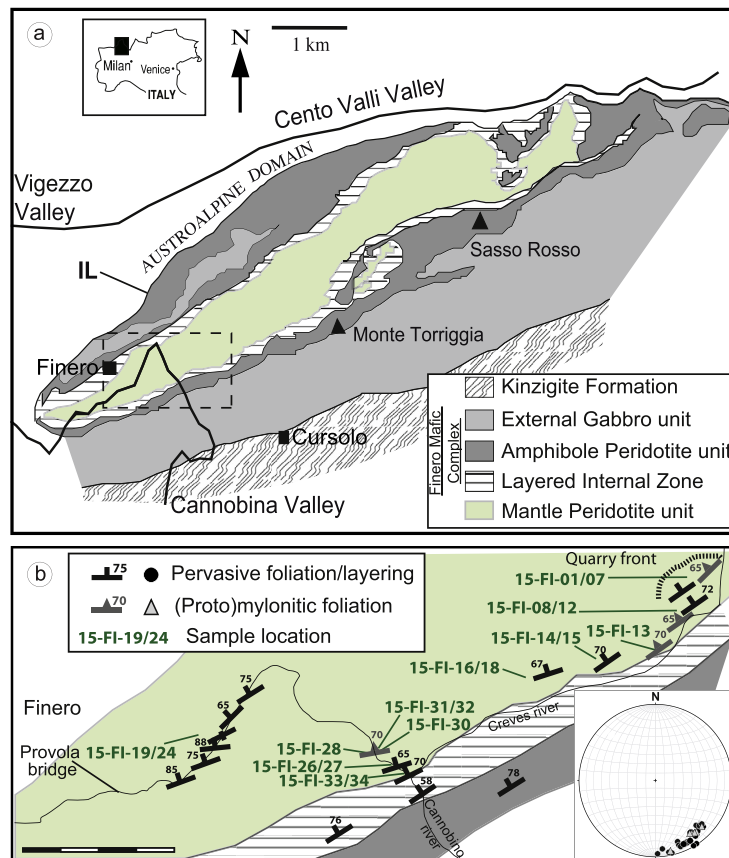 a
N
1 km
Milan
Venice
ITALY
Cento Valli Valley
Vigezzo
Valley
AUSTROALPINE DOMAIN
IL
Sasso Rosso
Monte Torriggia
Finero
Cursolo
Cannobina Valley
Finero Mafic
Complex
Kinzigite Formation
External Gabbro unit
Amphibole Peridotite unit
Layered Internal Zone
Mantle Peridotite unit
b
75
Pervasive foliation/layering
70
(Proto)mylonitic foliation
15-FI-19/24
Sample location
Quarry front
65
15-FI-01/07
72
15-FI-08/12
65
15-FI-14/15
15-FI-13
70
70
67
15-FI-16/18
75
65
Finero
15-FI-31/32
70
15-FI-30
Creves river
N
15-FI-19/24
88
15-FI-28
Provola
bridge
75
15-FI-26/27
65
70
85
15-FI-33/34
58
78
76
Cannobino
river